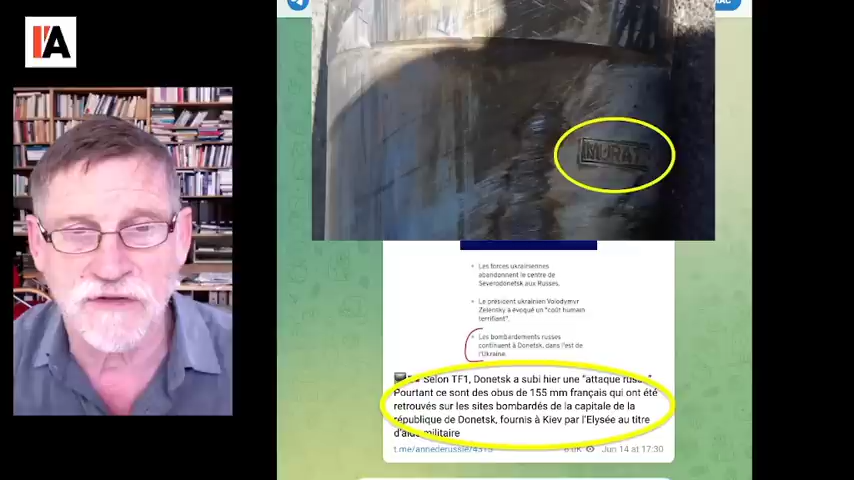 IA
MURAT
Les forces ukrainiennes
abandonnent le centre de
Severodonetsk aux Russes.
Le président ukrainien Volodymyr
Zelensky a évoqué un "coût humain
terrifiant".
Les bombardements russes
continuent à Donetsk, dans l'est de
l'Ukraine.
Selon TF1, Donetsk a subi hier une "attaque russe"
Pourtant ce sont des obus de 155 mm français qui ont été
retrouvés sur les sites bombardés de la capitale de la
république de Donetsk, fournis à Kiev par l'Elysée au titre
d'aide militaire
Jun 14 at 17:30